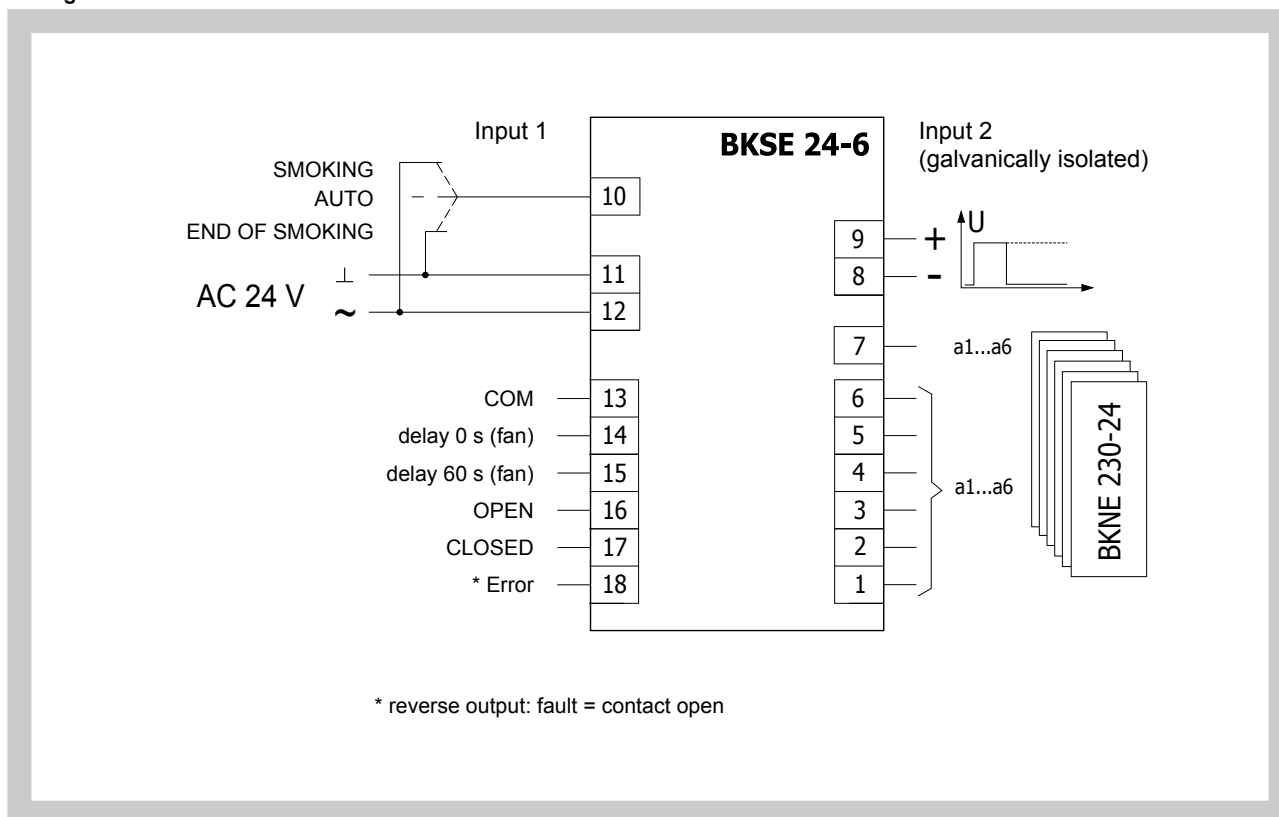 Input 1
BKSE 24-6
Input 2
(galvanically isolated)
SMOKING
AUTO
END OF SMOKING
AC 24 V
⊥
~
10
11
12
9
8
+
-
U
7
a1...a6
COM
13
delay 0 s (fan)
14
delay 60 s (fan)
15
OPEN
16
CLOSED
17
* Error
18
6
5
4
3
2
1
a1...a6
BKNE 230-24
* reverse output: fault = contact open